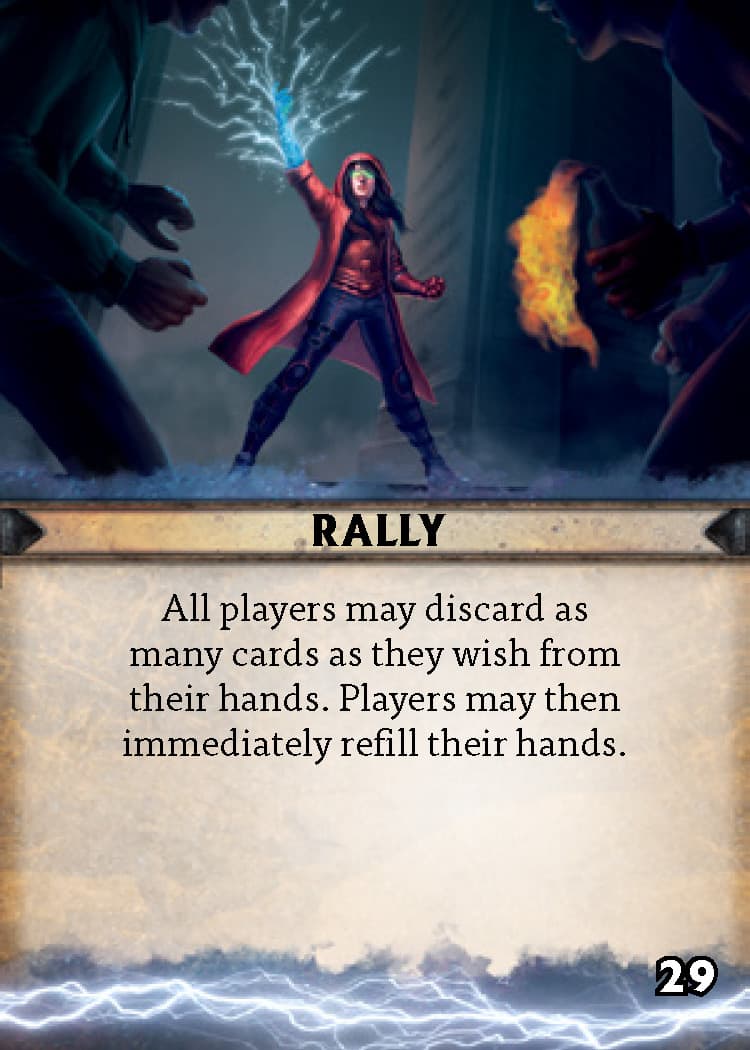 RALLY
All players may discard as
many cards as they wish from
their hands. Players may then
immediately refill their hands.
29